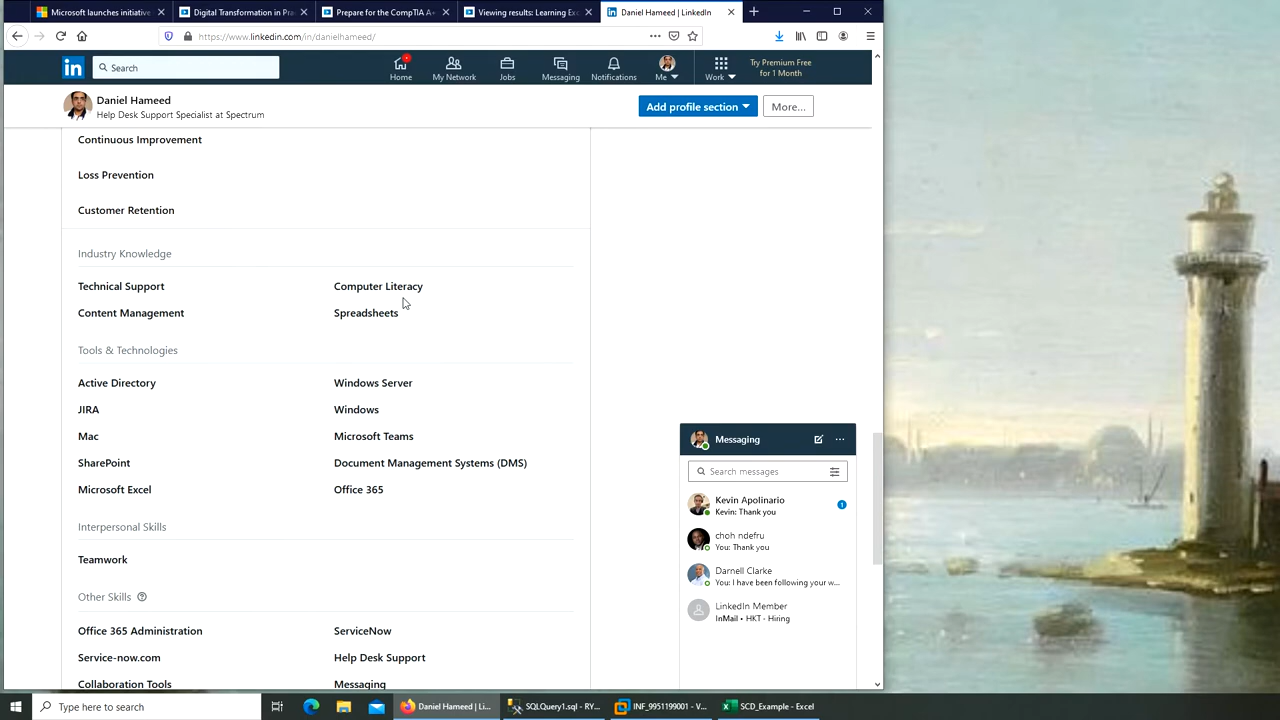 Microsoft launches initiative
Digital Transformation in Pra
Prepare for the CompTIA A+
Viewing results: Learning Exc
Daniel Hameed | LinkedIn
https://www.linkedin.com/in/danielhameed/
in
Search
Home
My Network
Jobs
Messaging
Notifications
Me
Work
Try Premium Free
for 1 Month
Daniel Hameed
Help Desk Support Specialist at Spectrum
Add profile section
More...
Continuous Improvement
Loss Prevention
Customer Retention
Industry Knowledge
Technical Support
Computer Literacy
Content Management
Spreadsheets
Tools & Technologies
Active Directory
Windows Server
JIRA
Windows
Mac
Microsoft Teams
SharePoint
Document Management Systems (DMS)
Microsoft Excel
Office 365
Interpersonal Skills
Teamwork
Other Skills
Office 365 Administration
ServiceNow
Service-now.com
Help Desk Support
Collaboration Tools
Messaging
Messaging
Search messages
Kevin Apolinario
Kevin: Thank you
1
choh ndefru
You: Thank you
Darnell Clarke
You: I have been following your w...
LinkedIn Member
InMail • HKT - Hiring
Type here to search
Daniel Hameed | Li...
SQLQuery1.sql - RY...
INF_9951199001 - V...
SCD_Example - Excel